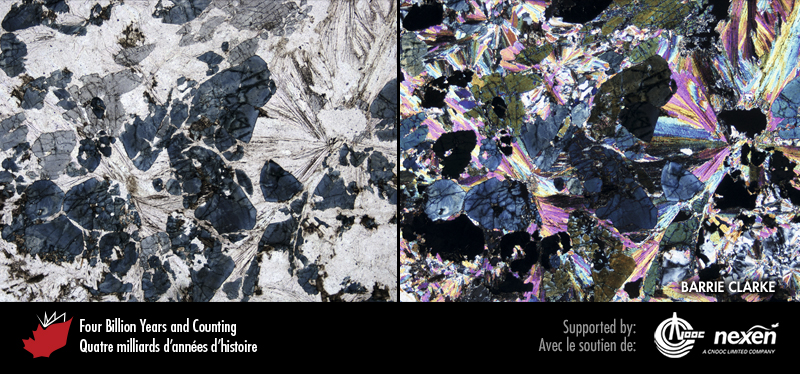 BARRIE CLARKE
Four Billion Years and Counting
Quatre milliards d'années d'histoire
Supported by:
Avec le soutien de:
CNOOC
nexen
A CNOOC LIMITED COMPANY